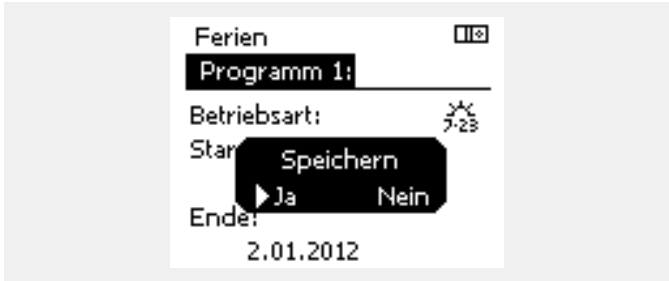 Ferien
Programm 1:
Betriebsart:
7-23
Star
Speichern
Ja Nein
Ende:
2.01.2012